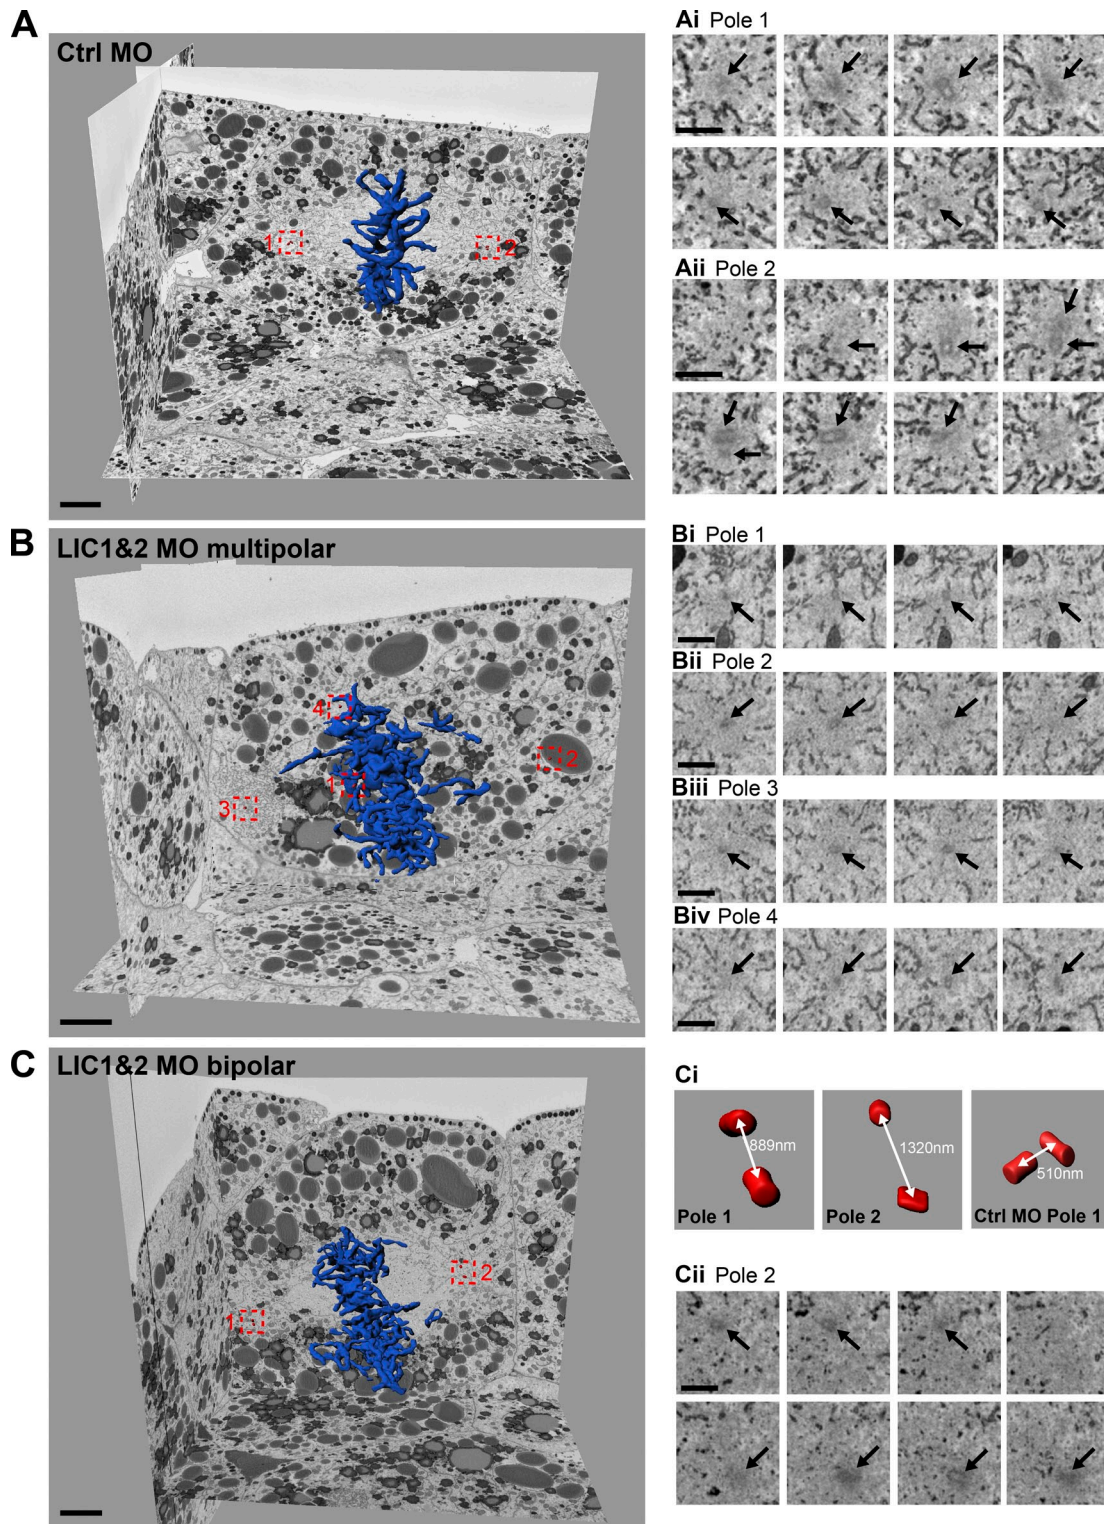 A
Ctrl MO
1
2
Ai Pole 1
Aii Pole 2
B
LIC1&2 MO multipolar
4
1
2
3
Bi Pole 1
Bii Pole 2
Biii Pole 3
Biv Pole 4
C
LIC1&2 MO bipolar
1
2
Ci
889nm
Pole 1
1320nm
Pole 2
510nm
Ctrl MO Pole 1
Cii Pole 2